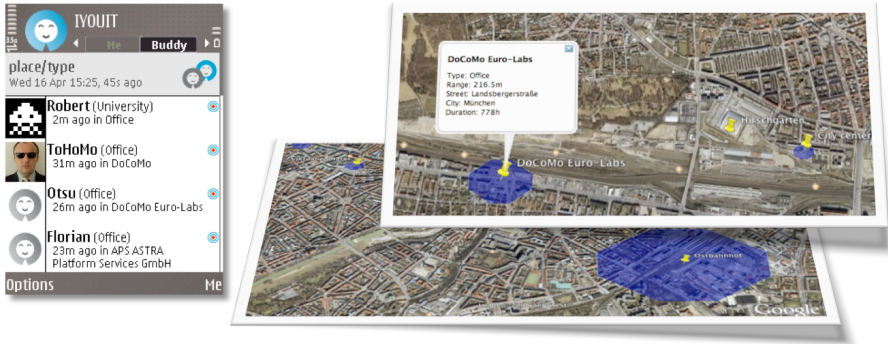 IYOUIT
Me
Buddy
place/type
Wed 16 Apr 15:25, 45s ago
Robert (University)
2m ago in Office
ToHoMo (Office)
31m ago in DoCoMo
Otsu (Office)
26m ago in DoCoMo Euro-Labs
Florian (Office)
23m ago in APS ASTRA
Platform Services GmbH
Options
Me
DoCoMo Euro-Labs
Type: Office
Range: 216.5m
Street: Landsbergerstraße
City: München
Duration: 778h
Hirschgarten
City center
DoCoMo Euro-Labs
Ostbahnhof
Google